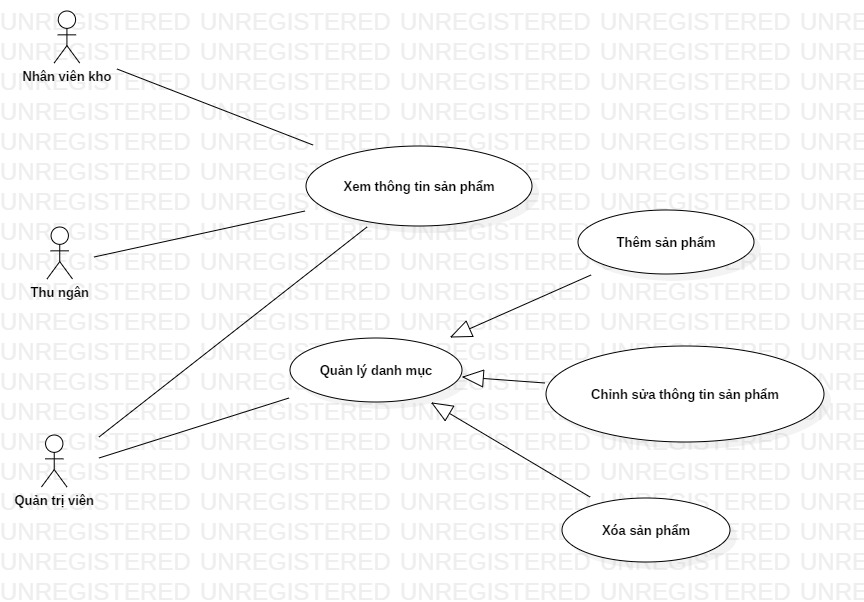 Nhân viên kho
Xem thông tin sản phẩm
Thêm sản phẩm
Thu ngân
Quản lý danh mục
Chỉnh sửa thông tin sản phẩm
Quản trị viên
Xóa sản phẩm
UNREGISTERED